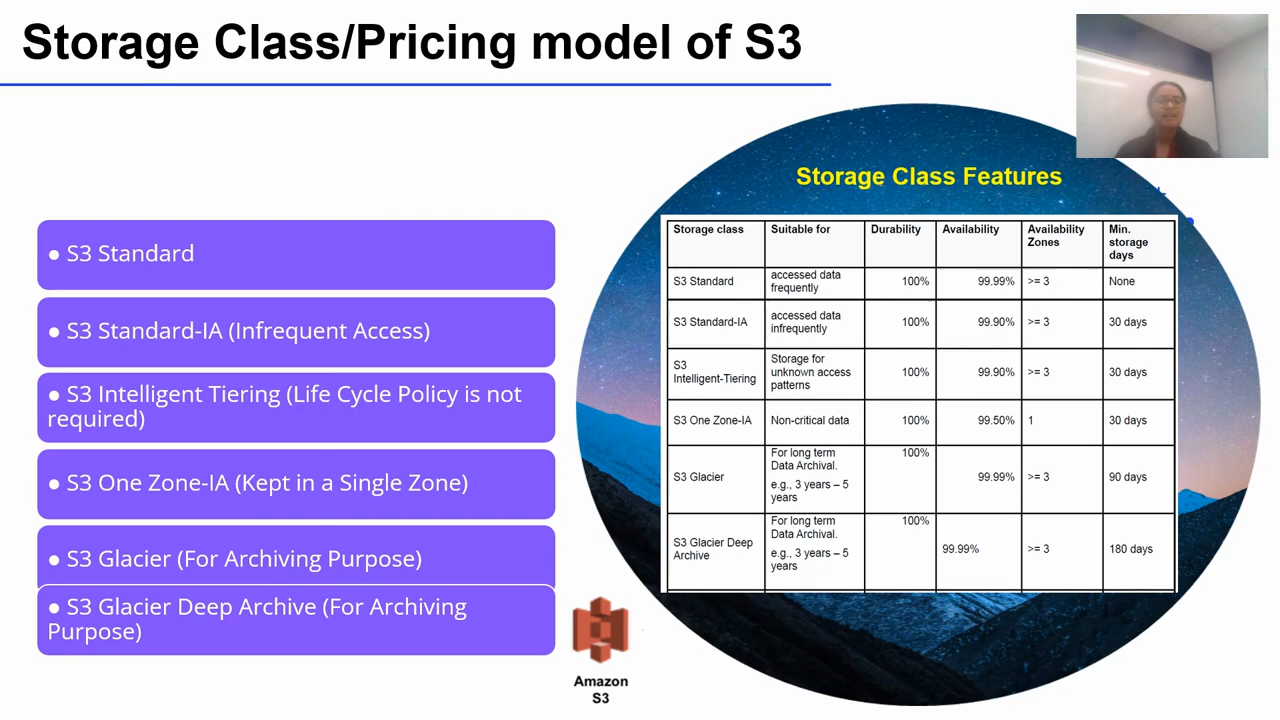 Storage Class/Pricing model of S3
● S3 Standard
● S3 Standard-IA (Infrequent Access)
● S3 Intelligent Tiering (Life Cycle Policy is not
required)
● S3 One Zone-IA (Kept in a Single Zone)
● S3 Glacier (For Archiving Purpose)
● S3 Glacier Deep Archive (For Archiving
Purpose)
Amazon
S3
Storage Class Features
Storage class Suitable for Durability Availability Availability Zones Min. storage days
S3 Standard accessed data frequently 100% 99.99% >= 3 None
S3 Standard-IA accessed data infrequently 100% 99.90% >= 3 30 days
S3 Intelligent-Tiering Storage for unknown access patterns 100% 99.90% >= 3 30 days
S3 One Zone-IA Non-critical data 100% 99.50% 1 30 days
S3 Glacier For long term Data Archival. e.g., 3 years – 5 years 100% 99.99% >= 3 90 days
S3 Glacier Deep Archive For long term Data Archival. e.g., 3 years – 5 years 100% 99.99% >= 3 180 days